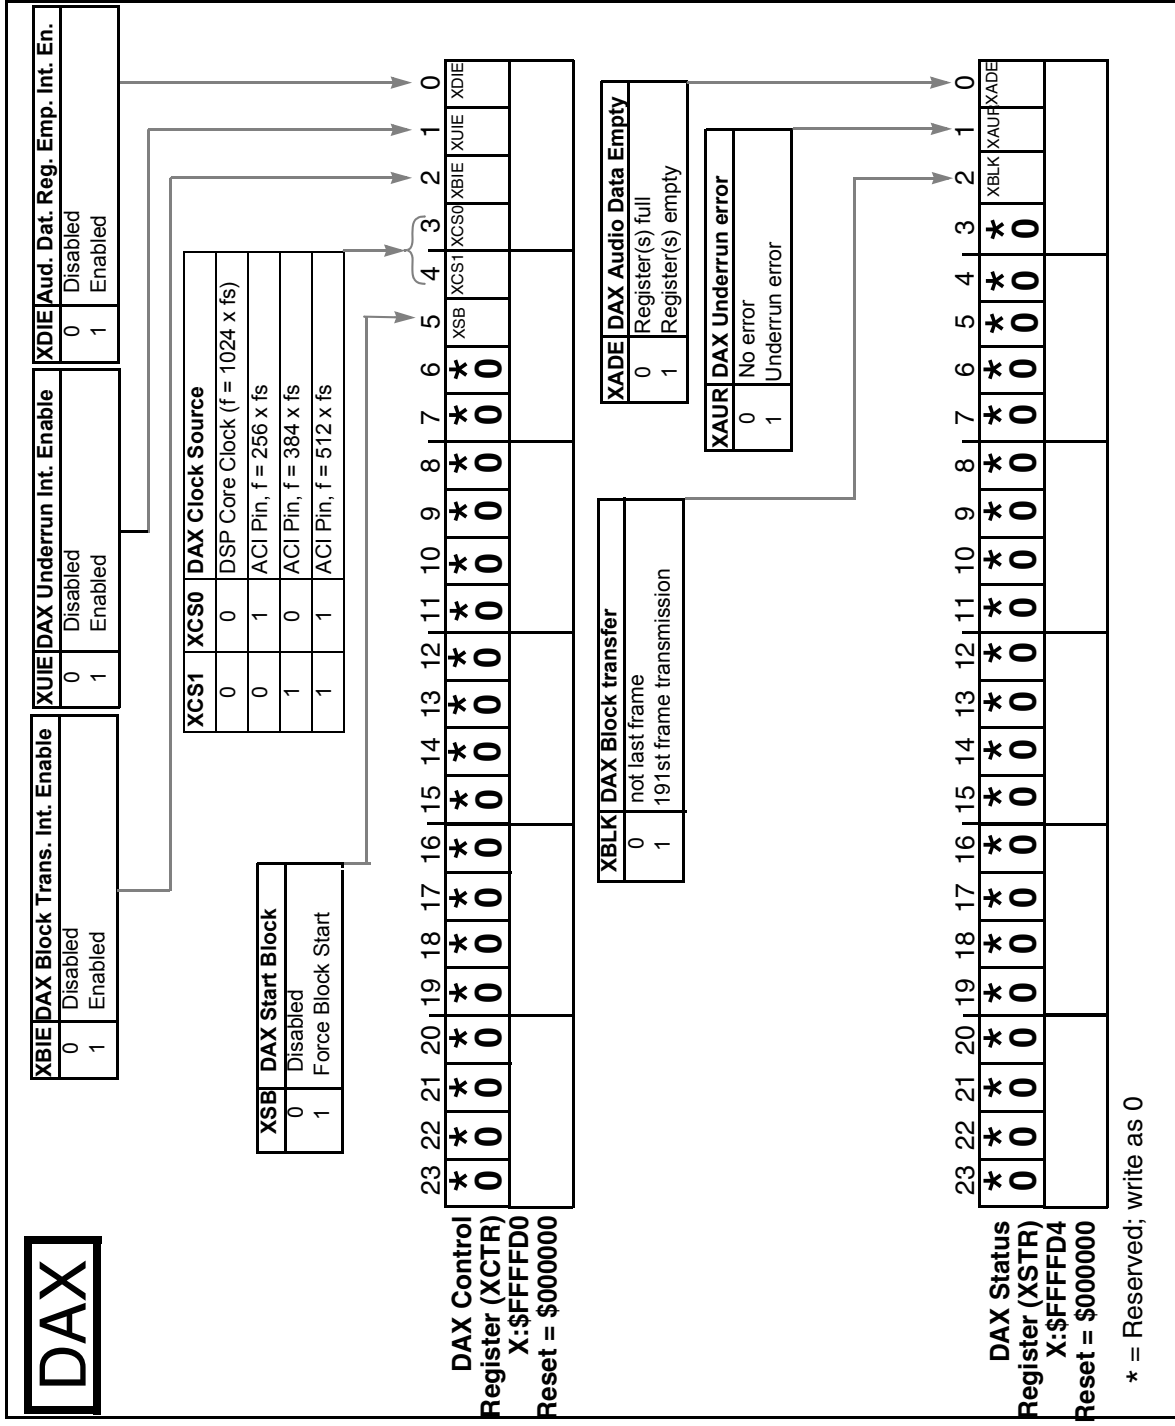 DAX
XBIE DAX Block Trans. Int. Enable
0 Disabled
1 Enabled
XUIE DAX Underrun Int. Enable
0 Disabled
1 Enabled
XDIE Aud. Dat. Reg. Emp. Int. En.
0 Disabled
1 Enabled
XCS1 XCS0 DAX Clock Source
0 0 DSP Core Clock (f = 1024 x fs)
0 1 ACI Pin, f = 256 x fs
1 0 ACI Pin, f = 384 x fs
1 1 ACI Pin, f = 512 x fs
XSB DAX Start Block
0 Disabled
1 Force Block Start
23 22 21 20 19 18 17 16 15 14 13 12 11 10 9 8 7 6 5 4 3 2 1 0
DAX Control
Register (XCTR)
X:$FFFFD0
Reset = $000000
* * * * * * * * * * * * * * * * * * XSB XCS1 XCS0 XBIE XUIE XDIE
0 0 0 0 0 0 0 0 0 0 0 0 0 0 0 0 0 0
XBLK DAX Block transfer
0 not last frame
1 191st frame transmission
XADE DAX Audio Data Empty
0 Register(s) full
1 Register(s) empty
XAUR DAX Underrun error
0 No error
1 Underrun error
23 22 21 20 19 18 17 16 15 14 13 12 11 10 9 8 7 6 5 4 3 2 1 0
DAX Status
Register (XSTR)
X:$FFFFD4
Reset = $000000
* * * * * * * * * * * * * * * * * * * * * XBLK XAUR XADE
0 0 0 0 0 0 0 0 0 0 0 0 0 0 0 0 0 0 0 0 0
* = Reserved; write as 0